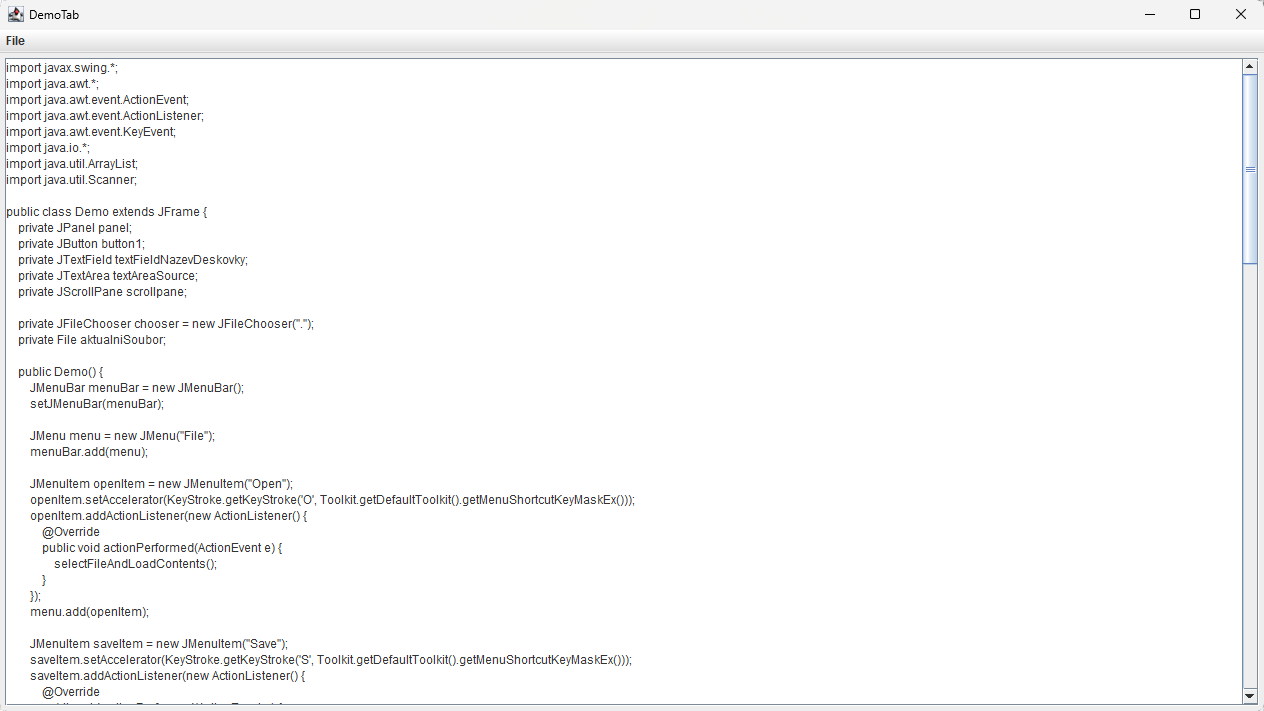 DemoTab
File
import javax.swing.*;
import java.awt.*;
import java.awt.event.ActionEvent;
import java.awt.event.ActionListener;
import java.awt.event.KeyEvent;
import java.io.*;
import java.util.ArrayList;
import java.util.Scanner;

public class Demo extends JFrame {
    private JPanel panel;
    private JButton button1;
    private JTextField textFieldNazevDeskovky;
    private JTextArea textAreaSource;
    private JScrollPane scrollpane;

    private JFileChooser chooser = new JFileChooser(".");
    private File aktualniSoubor;

    public Demo() {
        JMenuBar menuBar = new JMenuBar();
        setJMenuBar(menuBar);

        JMenu menu = new JMenu("File");
        menuBar.add(menu);

        JMenuItem openItem = new JMenuItem("Open");
        openItem.setAccelerator(KeyStroke.getKeyStroke('O', Toolkit.getDefaultToolkit().getMenuShortcutKeyMaskEx()));
        openItem.addActionListener(new ActionListener() {
            @Override
            public void actionPerformed(ActionEvent e) {
                selectFileAndLoadContents();
            }
        });
        menu.add(openItem);

        JMenuItem saveItem = new JMenuItem("Save");
        saveItem.setAccelerator(KeyStroke.getKeyStroke('S', Toolkit.getDefaultToolkit().getMenuShortcutKeyMaskEx()));
        saveItem.addActionListener(new ActionListener() {
            @Override